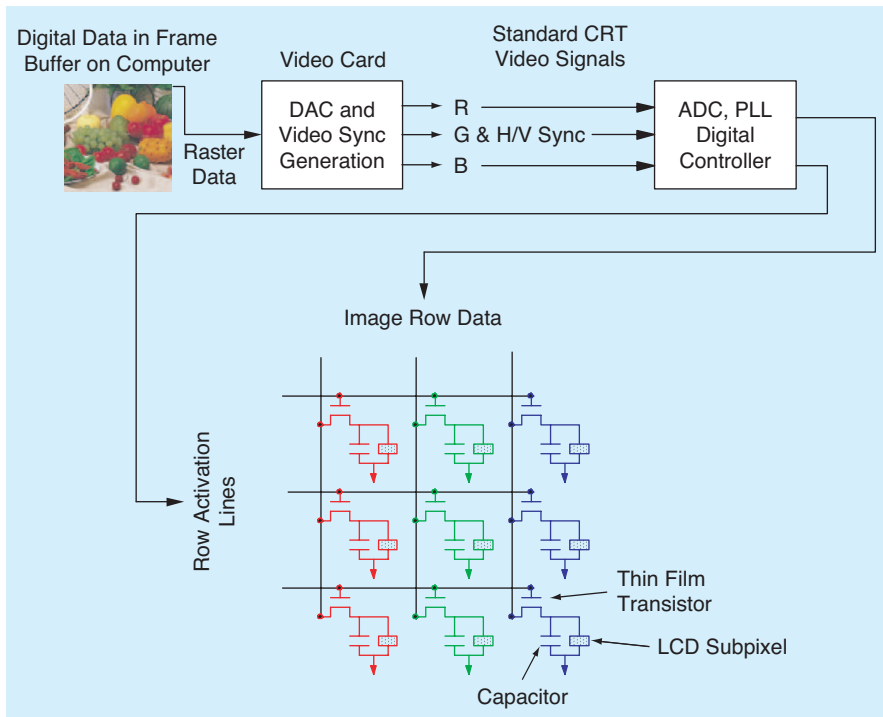 Digital Data in Frame
Buffer on Computer
Video Card
Standard CRT
Video Signals
Raster
Data
DAC and
Video Sync
Generation
R
G & H/V Sync
B
ADC, PLL
Digital
Controller
Image Row Data
Row Activation
Lines
Thin Film
Transistor
LCD Subpixel
Capacitor